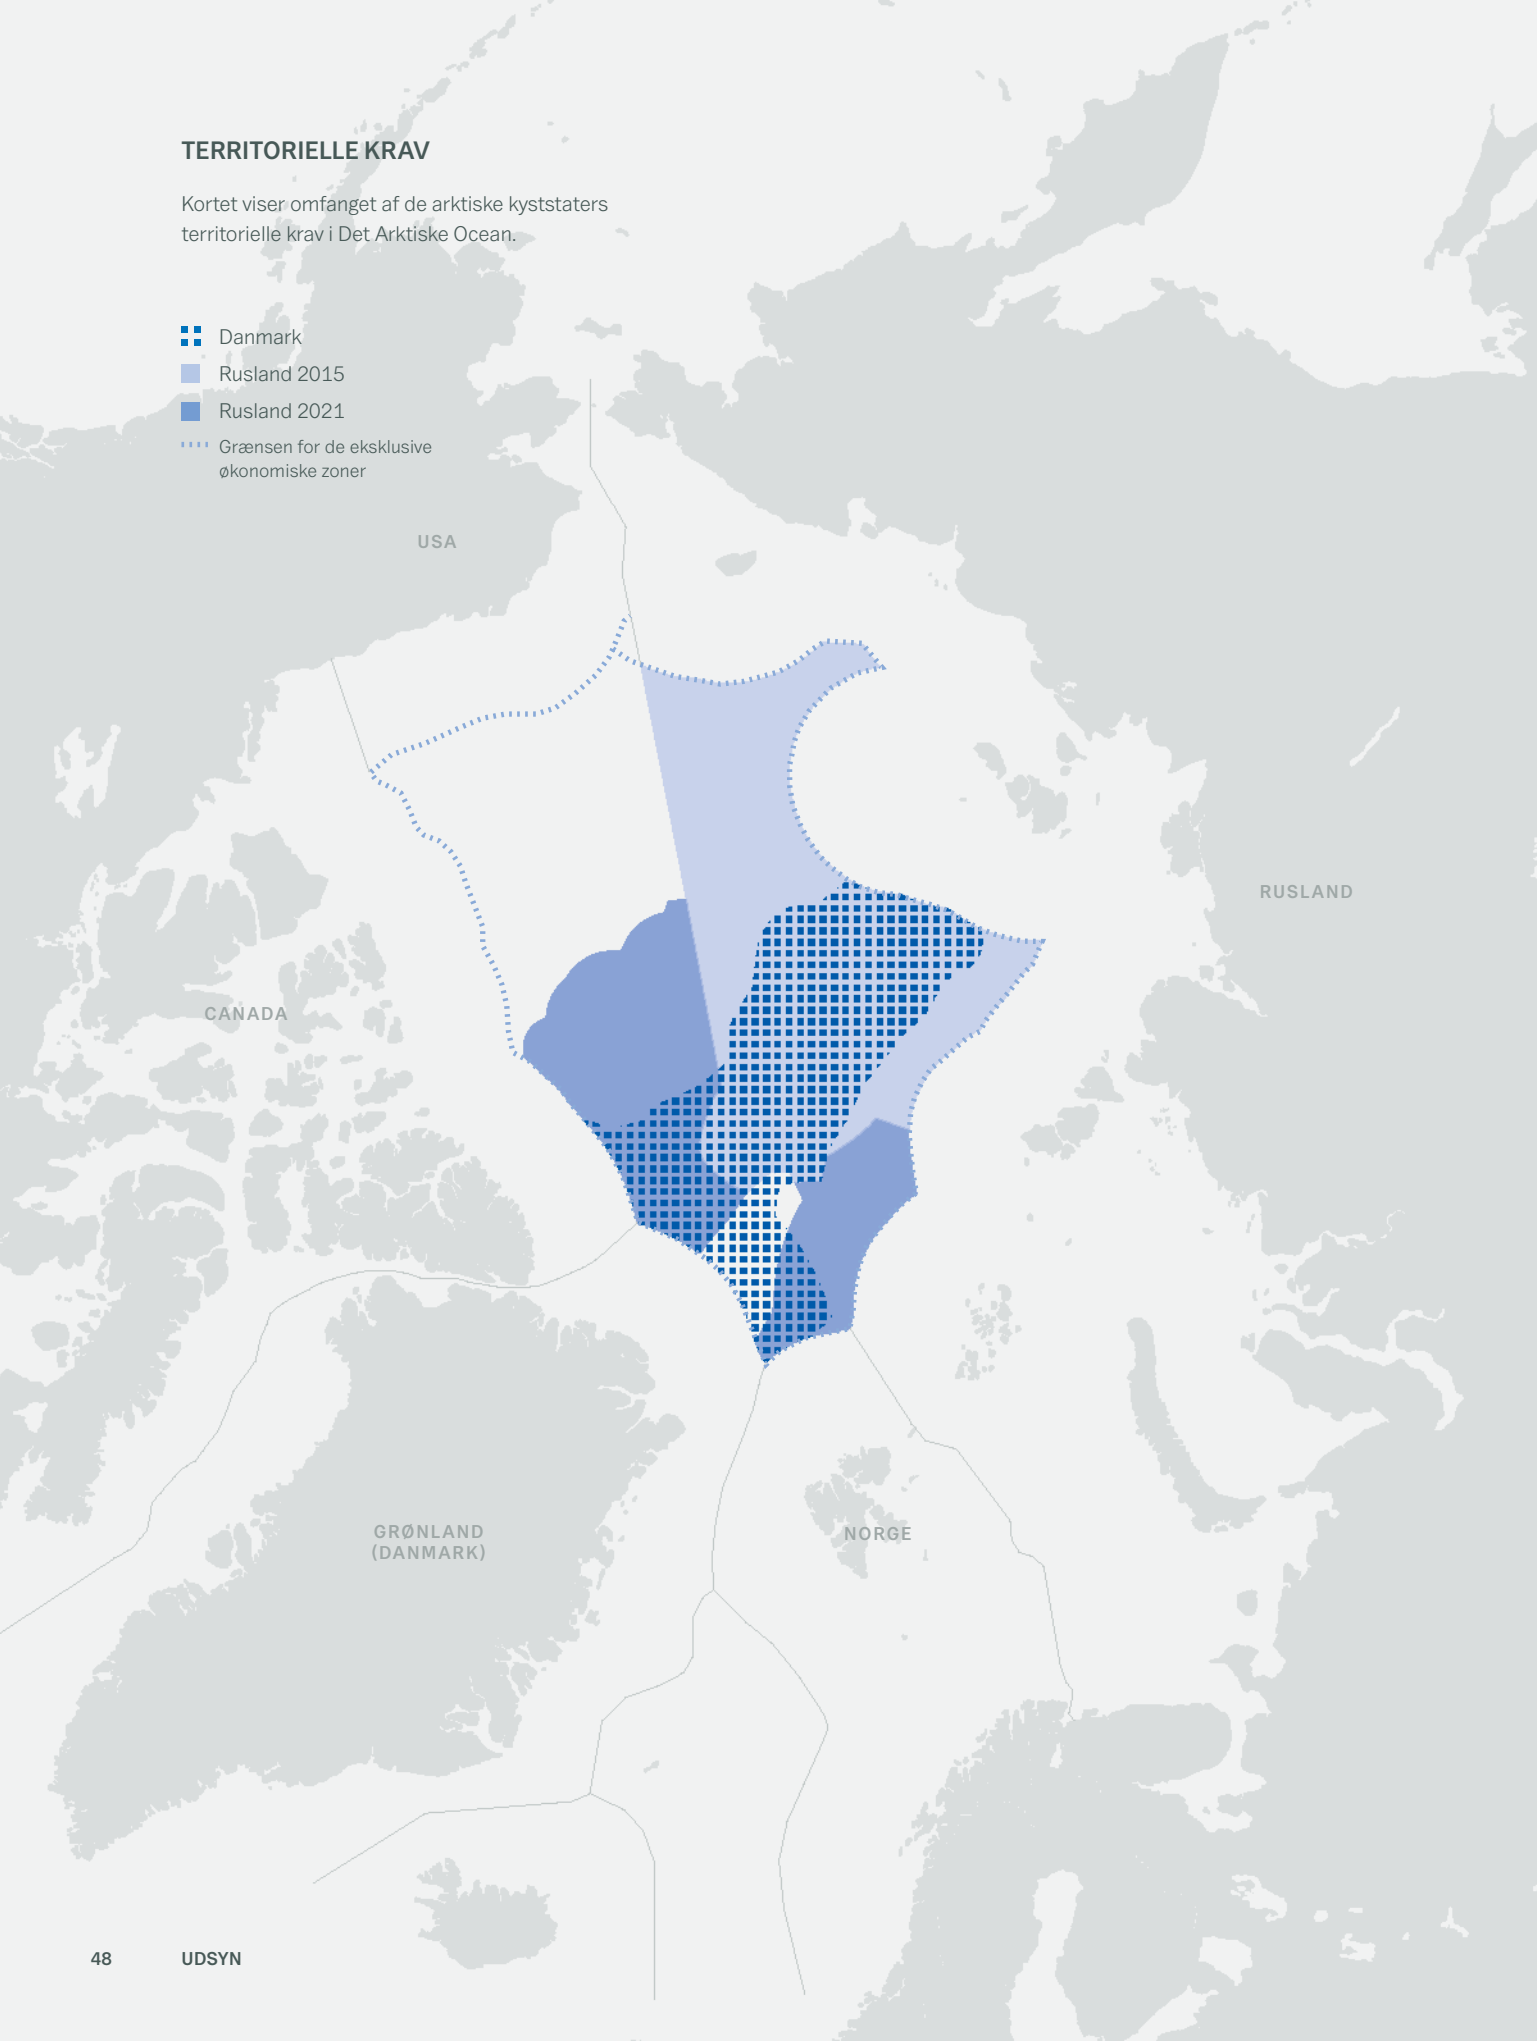 TERRITORIELLE KRAV
Kortet viser omfanget af de arktiske kyststaters
territorielle krav i Det Arktiske Ocean.
Danmark
Rusland 2015
Rusland 2021
Grænsen for de eksklusive
økonomiske zoner
USA
RUSLAND
CANADA
GRØNLAND
(DANMARK)
NORGE
48 UDSYN